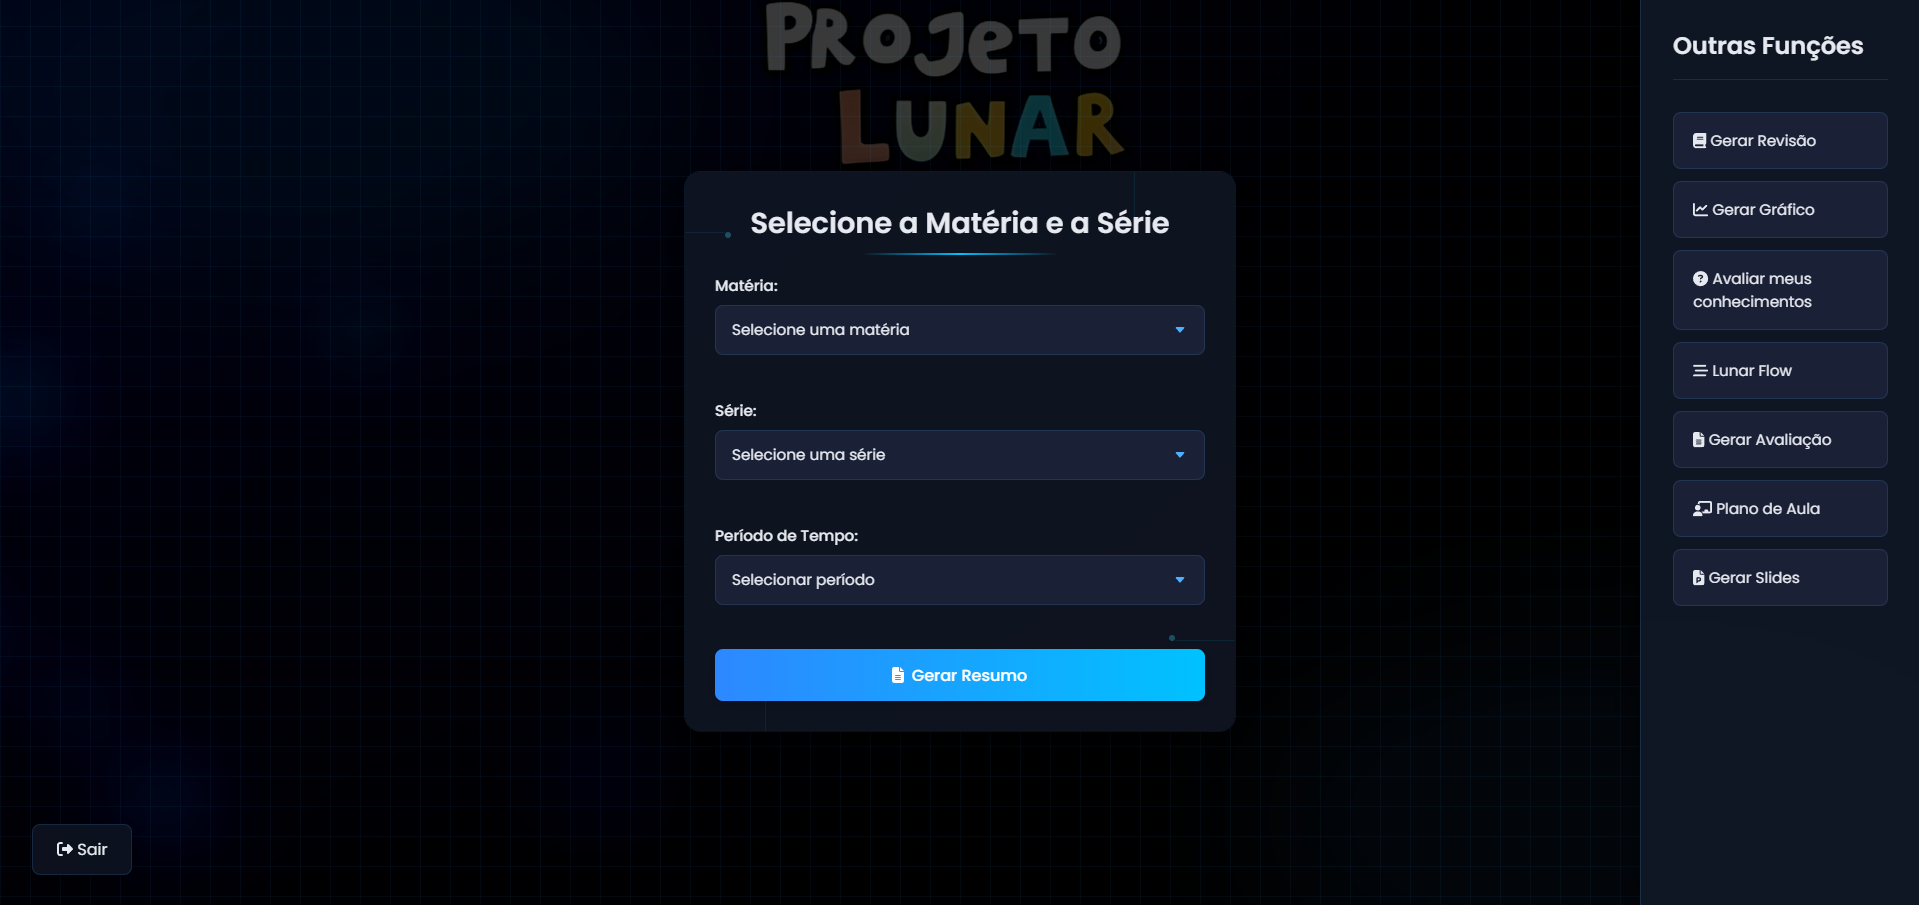 PROJETO
LUNAR
Selecione a Matéria e a Série
Matéria:
Selecione uma matéria
Série:
Selecione uma série
Período de Tempo:
Selecionar período
Gerar Resumo
Sair
Outras Funções
Gerar Revisão
Gerar Gráfico
Avaliar meus
conhecimentos
Lunar Flow
Gerar Avaliação
Plano de Aula
Gerar Slides